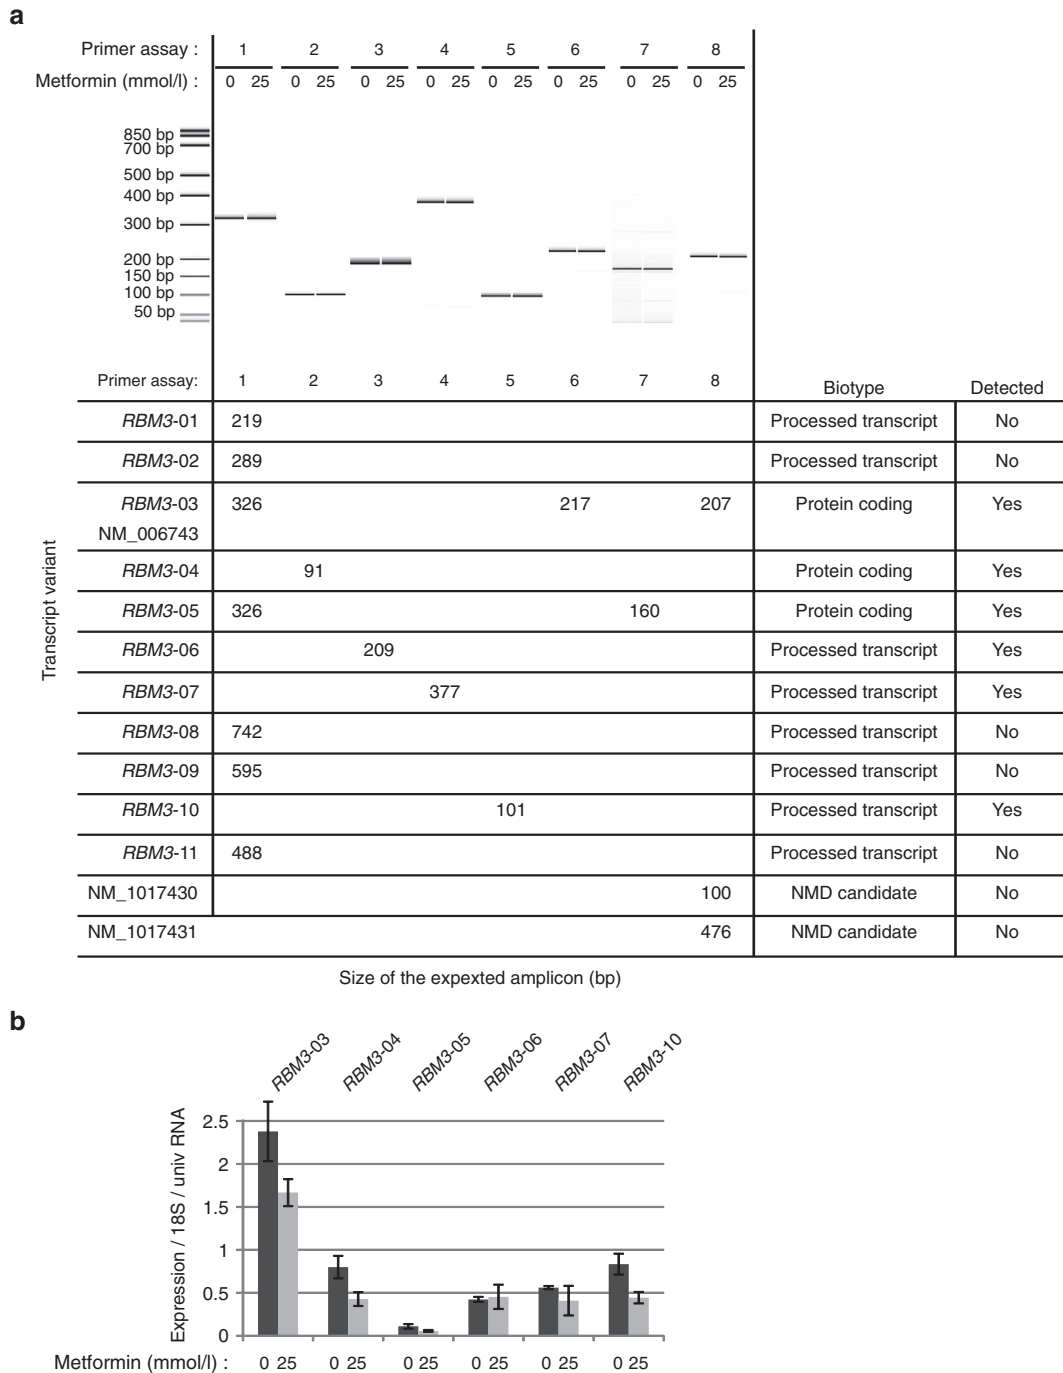 a
Primer assay : 1 2 3 4 5 6 7 8
Metformin (mmol/l) : 0 25 0 25 0 25 0 25 0 25 0 25 0 25 0 25
850 bp
700 bp
500 bp
400 bp
300 bp
200 bp
150 bp
100 bp
50 bp
Primer assay: 1 2 3 4 5 6 7 8 Biotype Detected
Transcript variant
RBM3-01 219 Processed transcript No
RBM3-02 289 Processed transcript No
RBM3-03 326 217 207 Protein coding Yes
NM_006743
RBM3-04 91 Protein coding Yes
RBM3-05 326 160 Protein coding Yes
RBM3-06 209 Processed transcript Yes
RBM3-07 377 Processed transcript Yes
RBM3-08 742 Processed transcript No
RBM3-09 595 Processed transcript No
RBM3-10 101 Processed transcript Yes
RBM3-11 488 Processed transcript No
NM_1017430 100 NMD candidate No
NM_1017431 476 NMD candidate No
Size of the expexted amplicon (bp)
b
RBM3-03 RBM3-04 RBM3-05 RBM3-06 RBM3-07 RBM3-10
Expression / 18S / univ RNA
2.5
2
1.5
1
0.5
0
Metformin (mmol/l) : 0 25 0 25 0 25 0 25 0 25 0 25